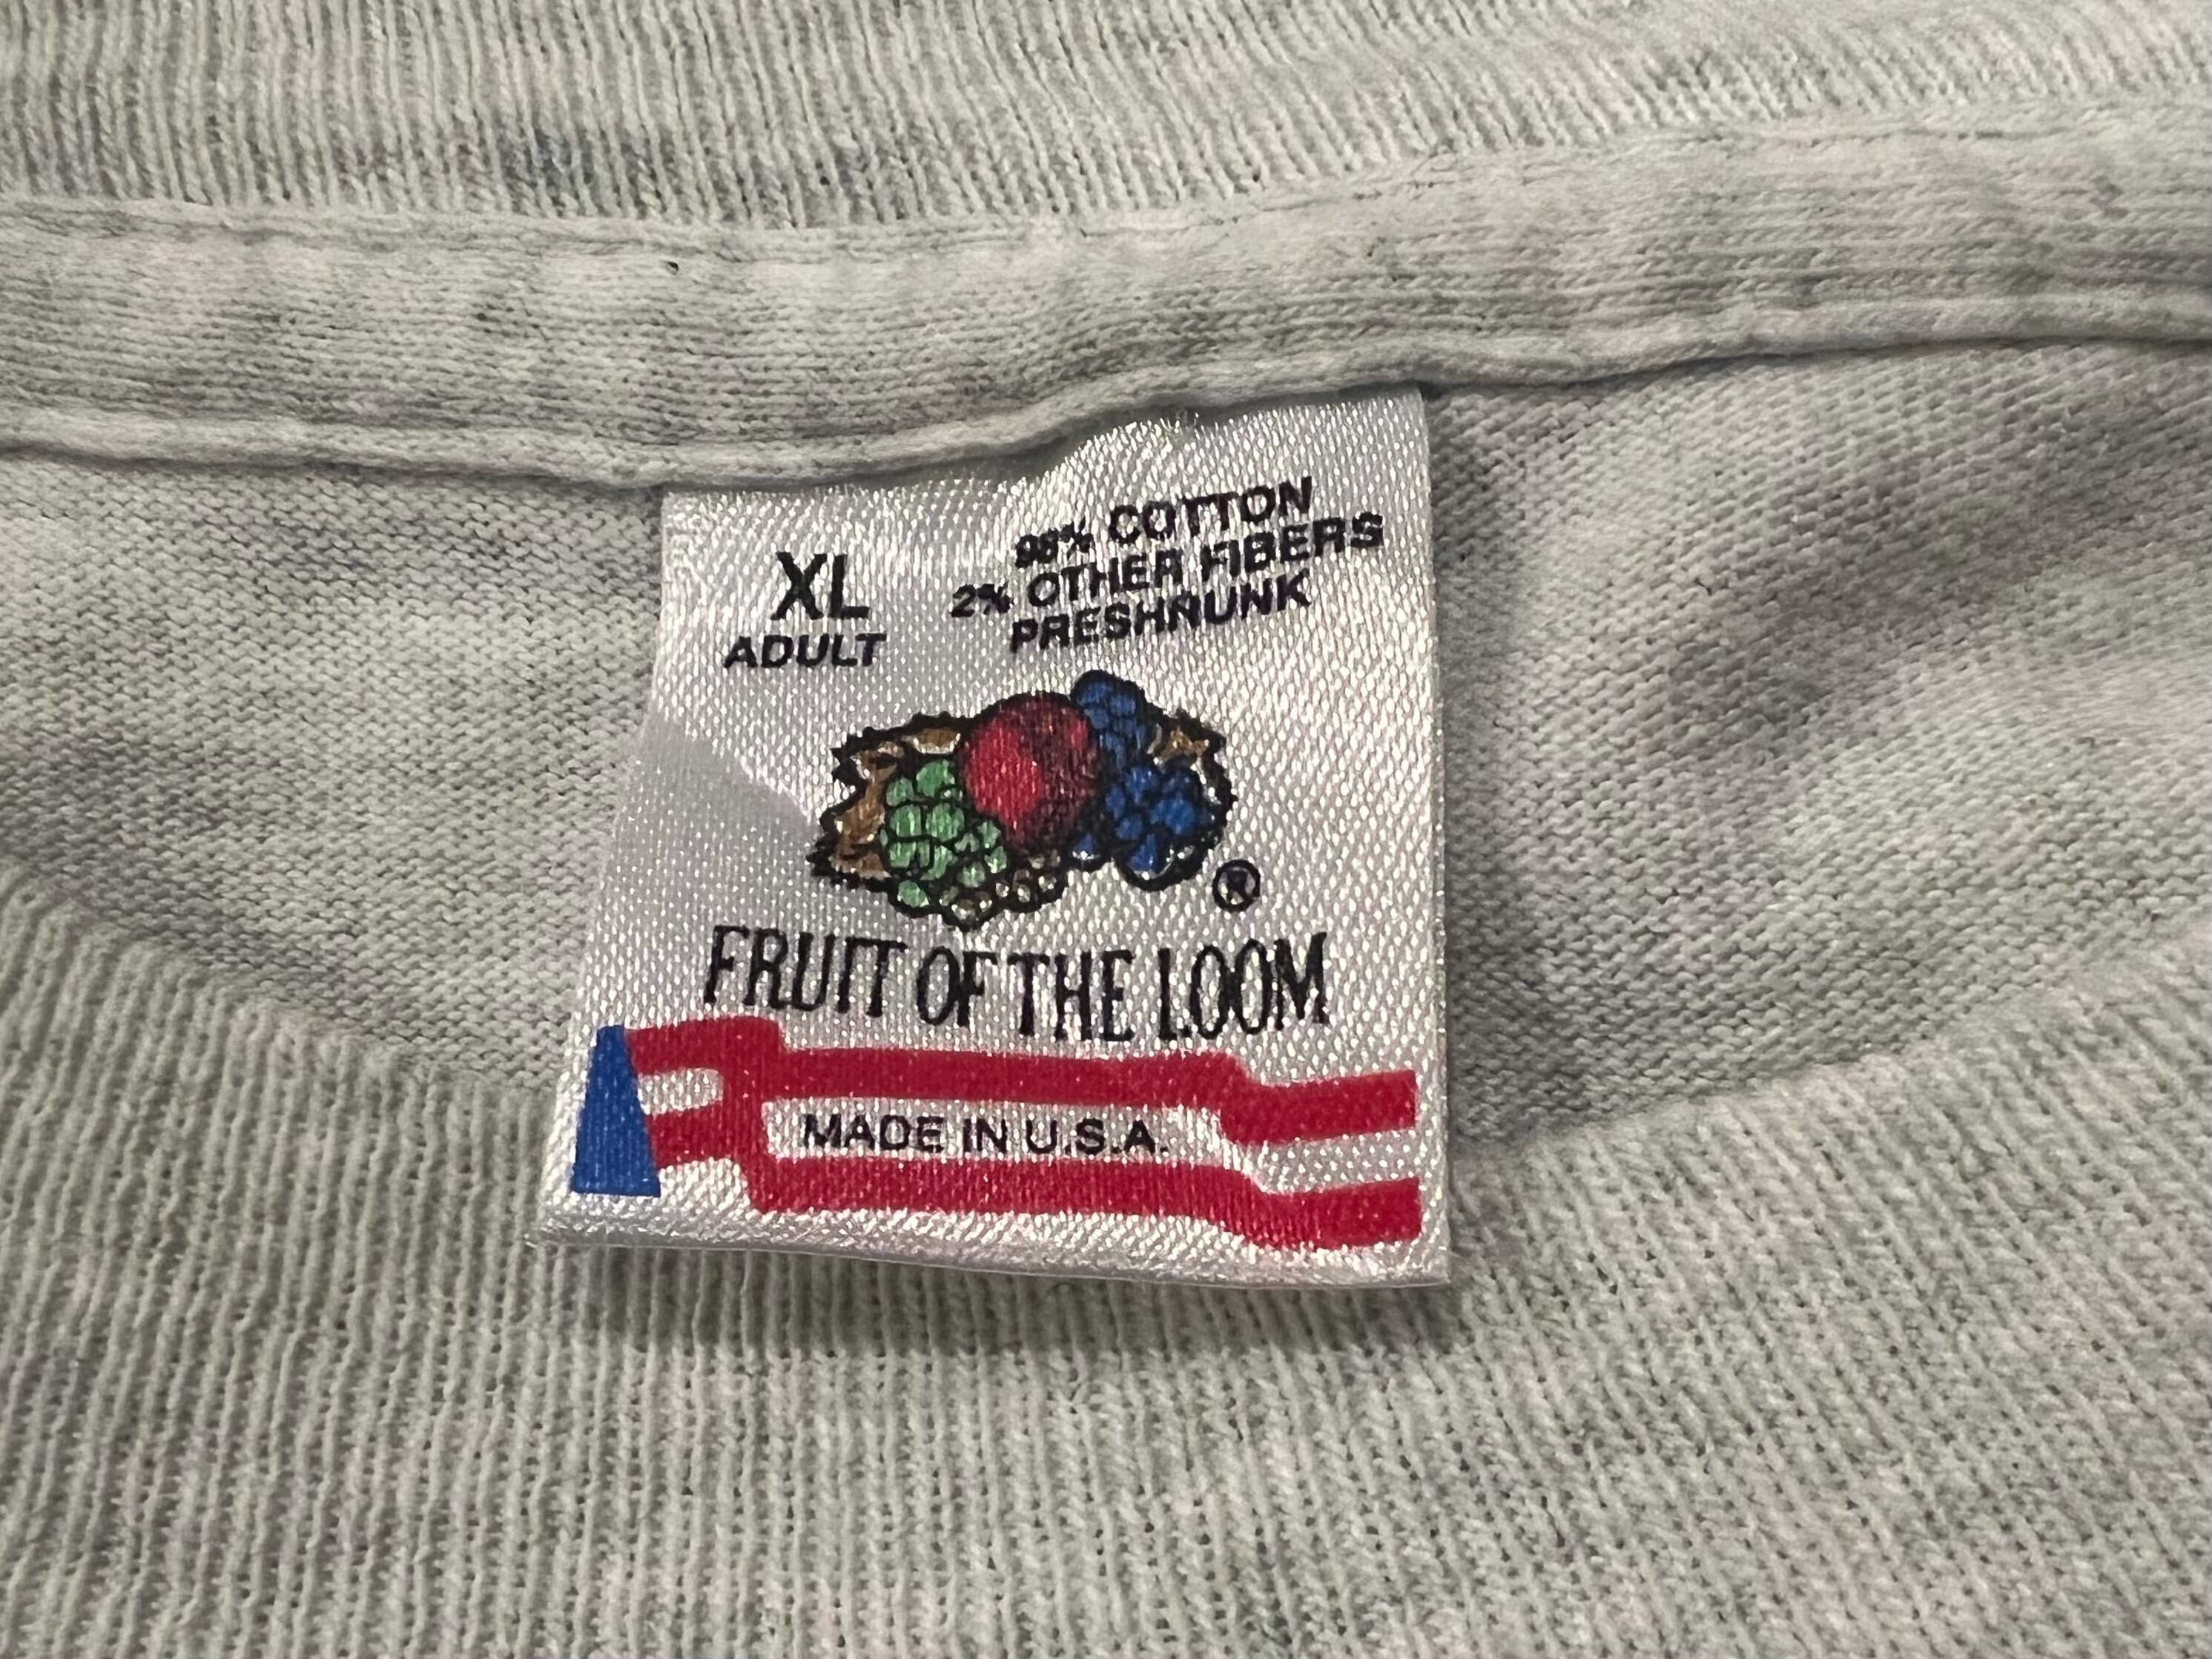 XL
ADULT
98% COTTON
2% OTHER FIBERS
PRESHRUNK
®
FRUIT OF THE LOOM
MADE IN U.S.A.